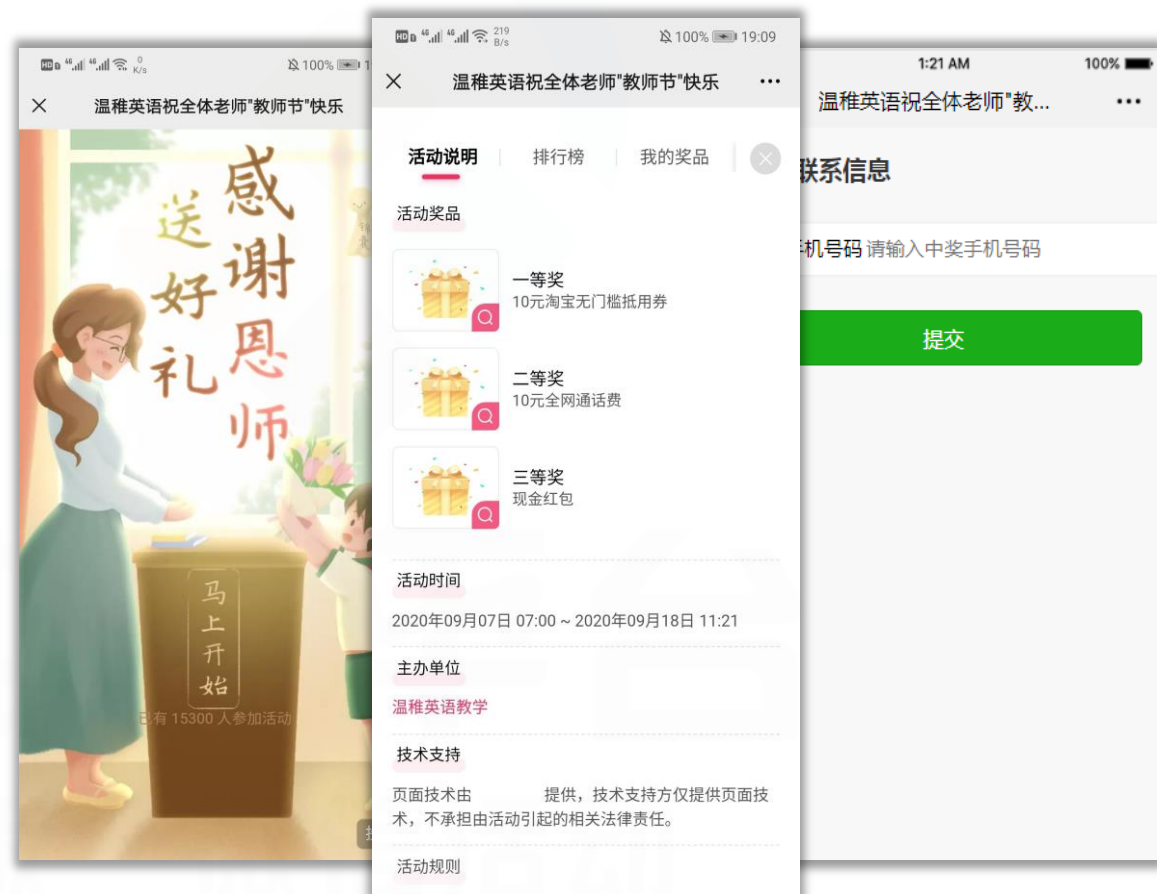 0 K/s
100%
温稚英语祝全体老师"教师节"快乐
感谢恩师
送好礼
马上开始
有 15300 人参加活动
HD 4G 4G 219 B/s
100% 19:09
温稚英语祝全体老师"教师节"快乐
活动说明 排行榜 我的奖品
活动奖品
一等奖
10元淘宝无门槛抵用券
二等奖
10元全网通话费
三等奖
现金红包
活动时间
2020年09月07日 07:00 ~ 2020年09月18日 11:21
主办单位
温稚英语教学
技术支持
页面技术由 提供，技术支持方仅提供页面技
术，不承担由活动引起的相关法律责任。
活动规则
1:21 AM 100%
温稚英语祝全体老师"教...
联系信息
手机号码 请输入中奖手机号码
提交